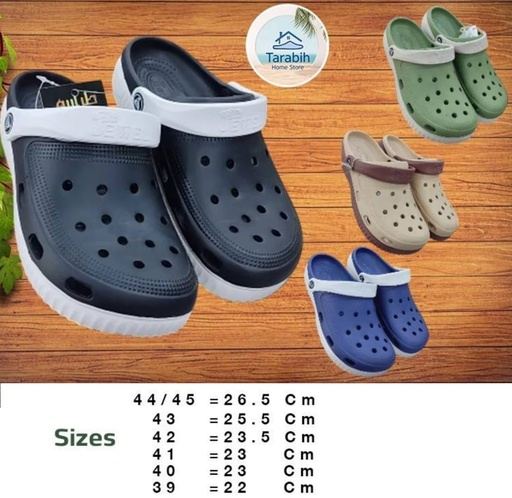 Tarabih
Home Store
Sizes
44/45 =26.5 Cm
43 =25.5 Cm
42 =23.5 Cm
41 =23 Cm
40 =23 Cm
39 =22 Cm